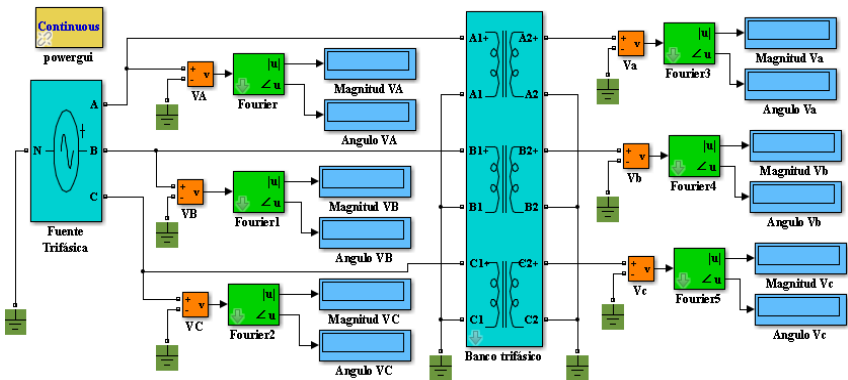 Continuous
powergui
N
A
B
C
Fuente
Trifásica
+
-
v
VA
|u|
∠u
Fourier
Magnitud VA
Angulo VA
+
-
v
VB
|u|
∠u
Fourier1
Magnitud VB
Angulo VB
+
-
v
VC
|u|
∠u
Fourier2
Magnitud VC
Angulo VC
A1+
A2+
A1
A2
B1+
B2+
B1
B2
C1+
C2+
C1
C2
Banco trifásico
+
-
v
Va
|u|
∠u
Fourier3
Magnitud Va
Angulo Va
+
-
v
Vb
|u|
∠u
Fourier4
Magnitud Vb
Angulo Vb
+
-
v
Vc
|u|
∠u
Fourier5
Magnitud Vc
Angulo Vc